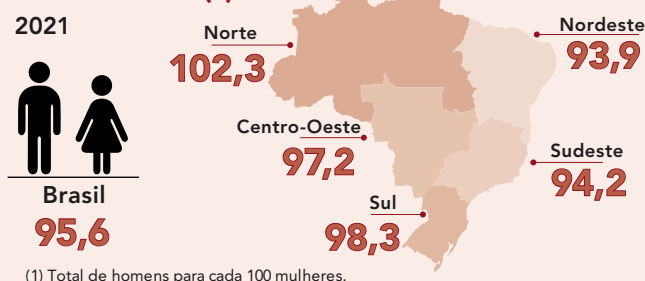 2021
Norte
102,3
Nordeste
93,9
Centro-Oeste
97,2
Sudeste
94,2
Sul
98,3
Brasil
95,6
(1) Total de homens para cada 100 mulheres.